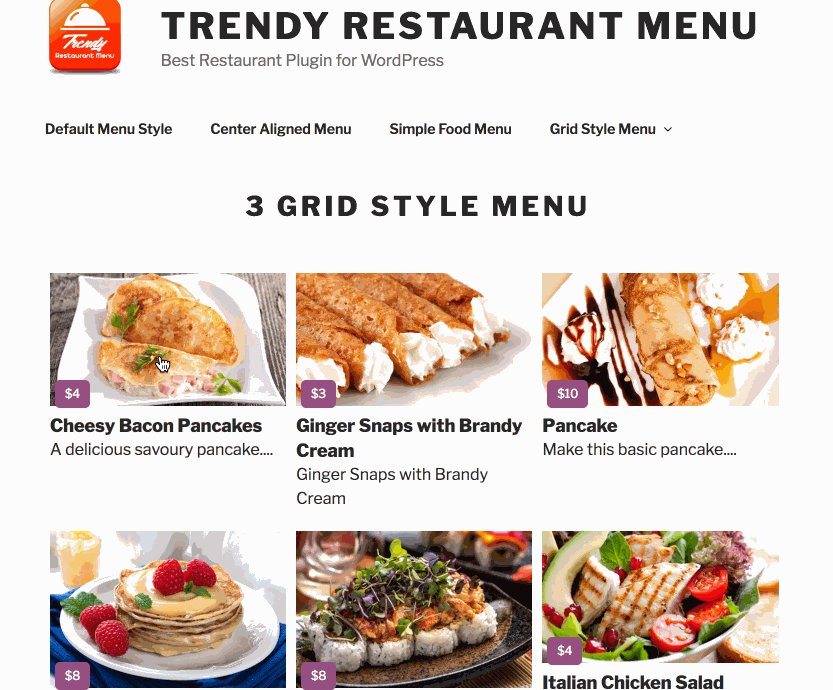 Trendy
Restaurant Menu
TRENDY RESTAURANT MENU
Best Restaurant Plugin for WordPress
Default Menu Style
Center Aligned Menu
Simple Food Menu
Grid Style Menu
3 GRID STYLE MENU
$4
$3
$10
Cheesy Bacon Pancakes
A delicious savoury pancake....
Ginger Snaps with Brandy
Cream
Ginger Snaps with Brandy
Cream
Pancake
Make this basic pancake....
$8
$8
$4
Italian Chicken Salad